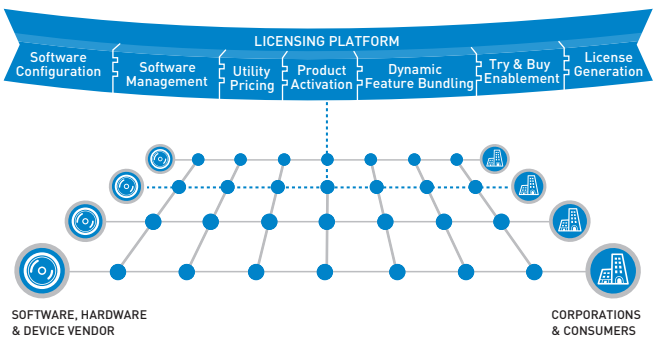 LICENSING PLATFORM
Software
Configuration
Software
Management
Utility
Pricing
Product
Activation
Dynamic
Feature Bundling
Try & Buy
Enablement
License
Generation
SOFTWARE, HARDWARE
& DEVICE VENDOR
CORPORATIONS
& CONSUMERS